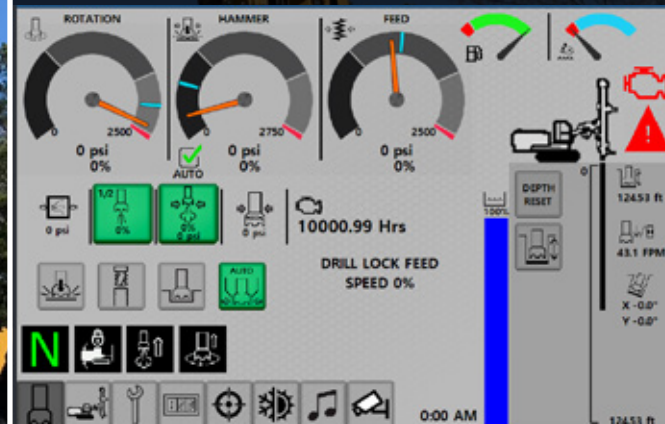 ROTATION
HAMMER
FEED
0
2500
0
2750
0
2500
0 psi
0%
0 psi
0%
0 psi
0%
AUTO
0 psi
1/2
0%
0%
0 psi
0 psi
10000.99 Hrs
100%
DEPTH
RESET
0
124.53 ft
43.1 FPM
X -0.0°
Y -0.0°
DRILL LOCK FEED
SPEED 0%
AUTO
N
0:00 AM
124.53 ft